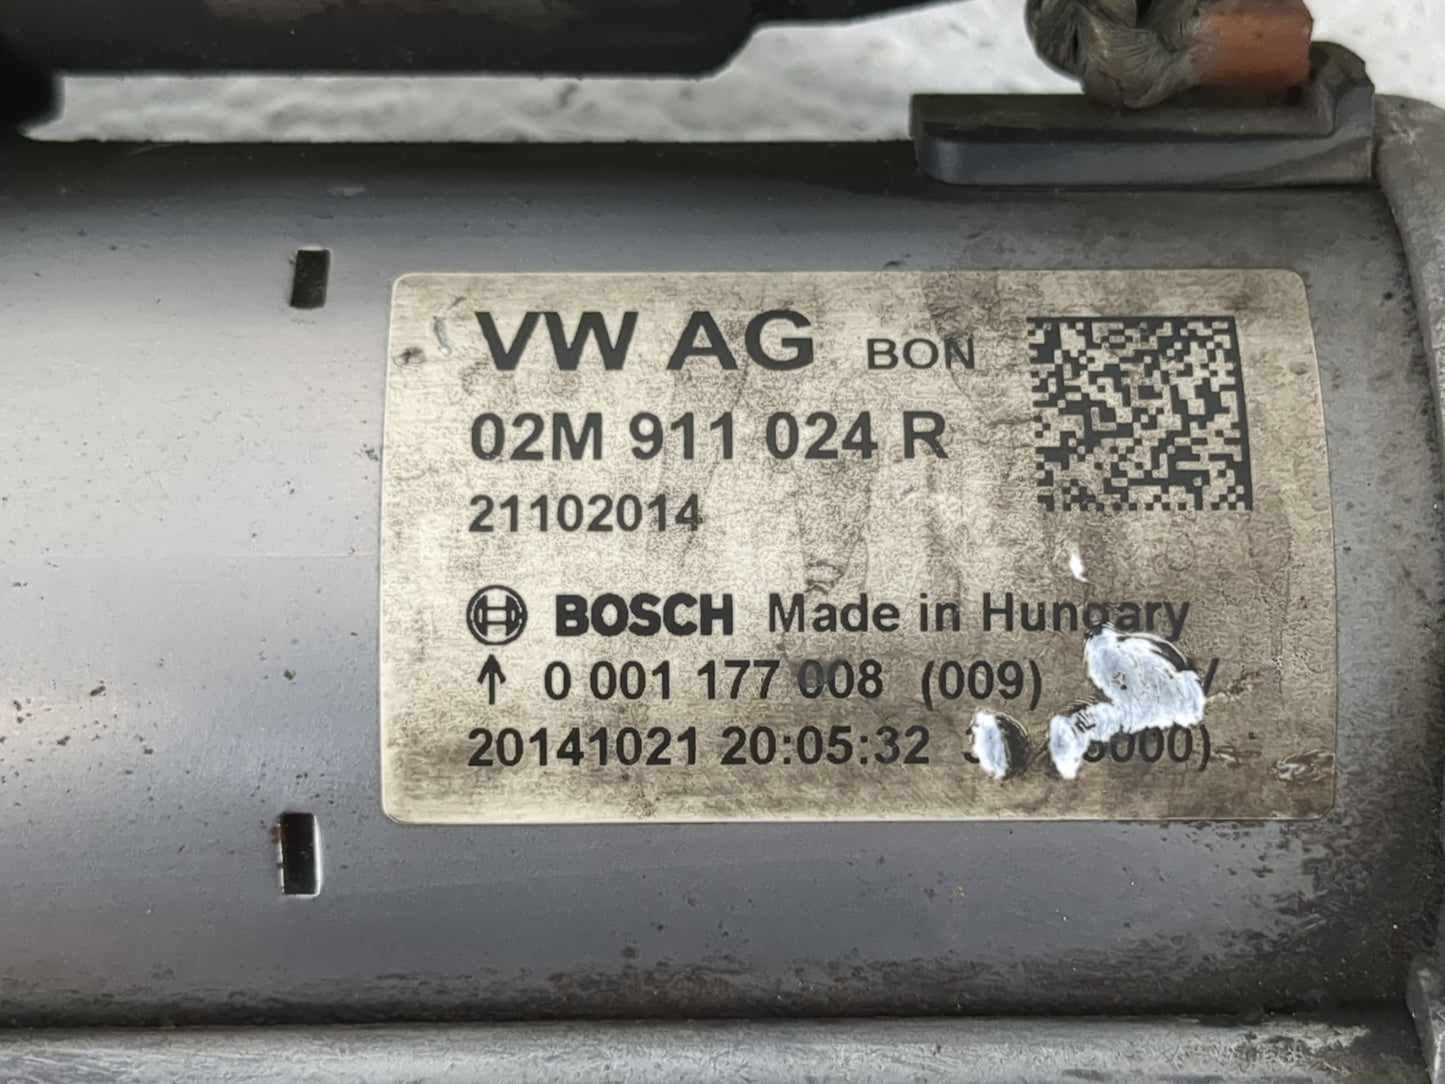 VW AG BON
02M 911 024 R
21102014
BOSCH Made in Hungary
0 001 177 008 (009)
20141021 20:05:32